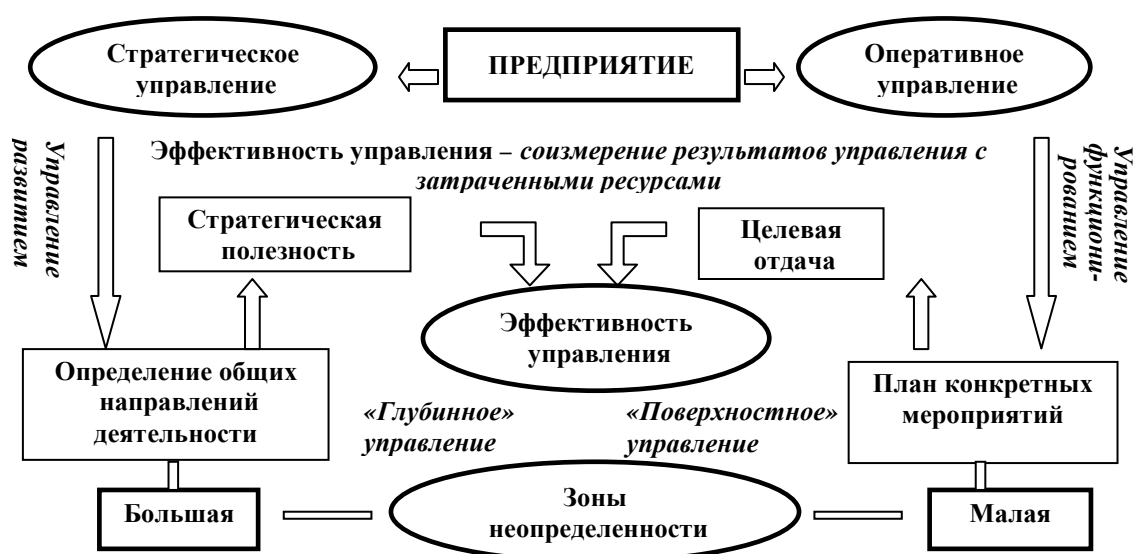 Стратегическое
управление
ПРЕДПРИЯТИЕ
Оперативное
управление
Управление
развитием
Эффективность управления – соизмерение результатов управления с
затраченными ресурсами
Управление
функциони-
рованием
Стратегическая
полезность
Целевая
отдача
Эффективность
управления
Определение общих
направлений
деятельности
«Глубинное»
управление
«Поверхностное»
управление
План конкретных
мероприятий
Большая
Зоны
неопределенности
Малая